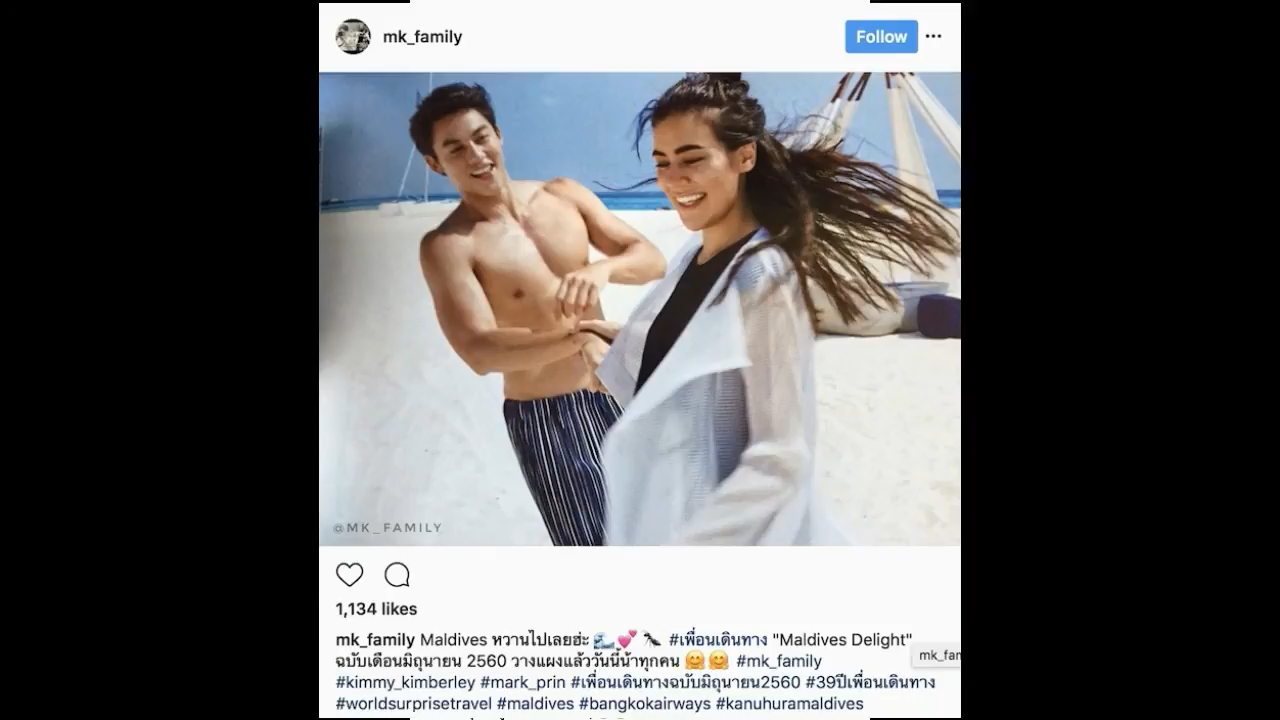 mk_family
Follow
@MK_FAMILY
1,134 likes
mk_family Maldives หวานไปเลยฮ่ะ 🌊💕🐜 #เพื่อนเดินทาง "Maldives Delight"
ฉบับเดือนมิถุนายน 2560 วางแผงแล้ววันนี้น้าทุกคน 🤗🤗 #mk_family
mk_fam
#kimmy_kimberley #mark_prin #เพื่อนเดินทางฉบับมิถุนายน2560 #39ปีเพื่อนเดินทาง
#worldsurprisetravel #maldives #bangkokairways #kanuhuramaldives